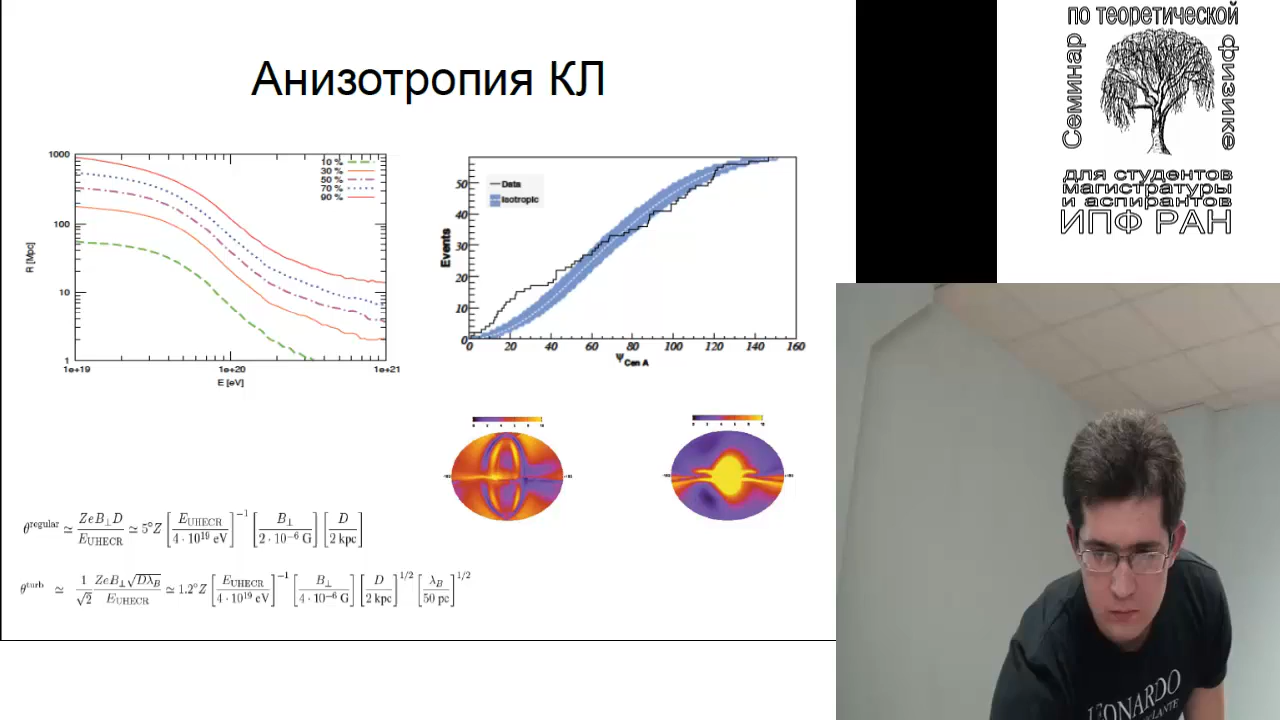 Анизотропия КЛ
1000
100
10
1
R [Mpc]
1e+19
1e+20
1e+21
E [eV]
10 %
30 %
50 %
70 %
90 %
Data
Isotropic
Events
50
40
30
20
10
0
0 20 40 60 80 100 120 140 160
Ψ Cen A
θ^regular ≃ ZeB⊥D / E_UHECR ≃ 5°Z [E_UHECR / 4 · 10^19 eV]^−1 [B⊥ / 2 · 10^−6 G] [D / 2 kpc]
θ^turb ≃ 1/√2 ZeB⊥√(Dλ_B) / E_UHECR ≃ 1.2°Z [E_UHECR / 4 · 10^19 eV]^−1 [B⊥ / 4 · 10^−6 G] [D / 2 kpc]^1/2 [λ_B / 50 pc]^1/2
Семинар
по теоретической
физике
для студентов
магистратуры
и аспирантов
ИПФ РАН
LEONARDO